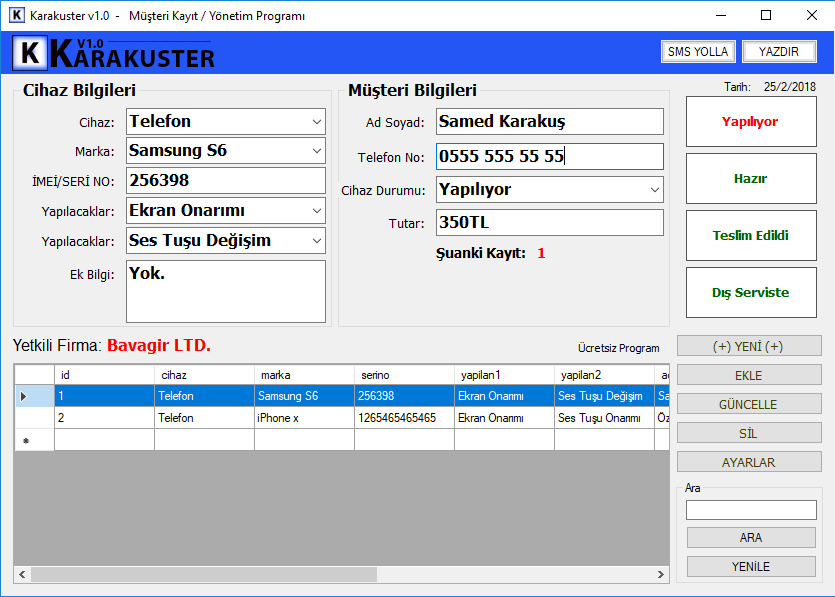 K Karakuster v1.0 - Müşteri Kayıt / Yönetim Programı
K KARAKUSTER V1.0
SMS YOLLA YAZDIR
Cihaz Bilgileri
Cihaz: Telefon
Marka: Samsung S6
İMEİ/SERİ NO: 256398
Yapılacaklar: Ekran Onarımı
Yapılacaklar: Ses Tuşu Değişim
Ek Bilgi: Yok.
Müşteri Bilgileri
Ad Soyad: Samed Karakuş
Telefon No: 0555 555 55 55
Cihaz Durumu: Yapılıyor
Tutar: 350TL
Şuanki Kayıt: 1
Tarih: 25/2/2018
Yapılıyor
Hazır
Teslim Edildi
Dış Serviste
Yetkili Firma: Bavagir LTD.
Ücretsiz Program
id cihaz marka serino yapilan1 yapilan2 ac
1 Telefon Samsung S6 256398 Ekran Onarımı Ses Tuşu Değişim Sa
2 Telefon iPhone x 1265465465465 Ekran Onarımı Ses Tuşu Onarımı Öz
(+) YENİ (+)
EKLE
GÜNCELLE
SİL
AYARLAR
Ara
ARA
YENİLE